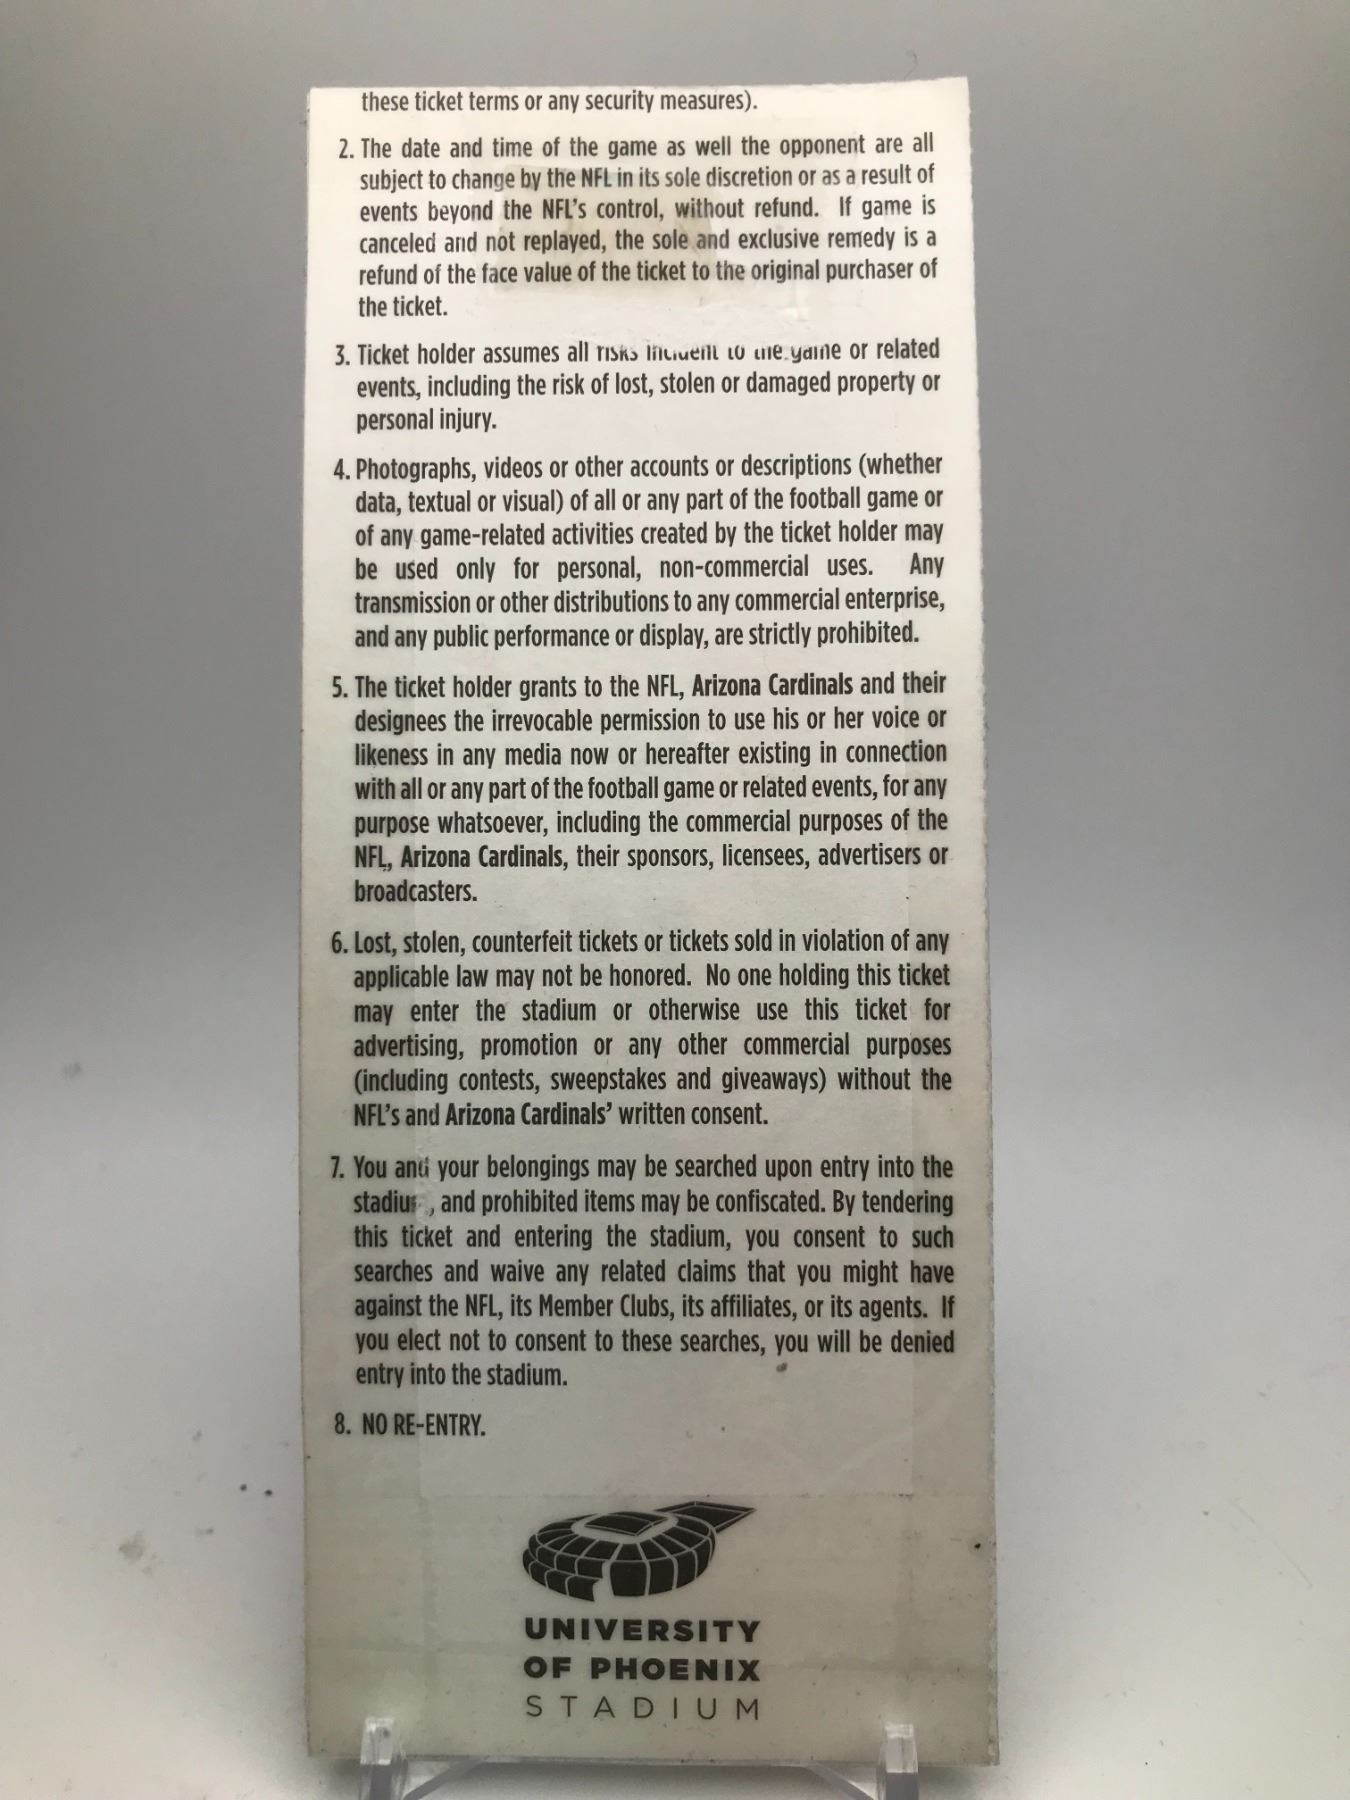 these ticket terms or any security measures).
2. The date and time of the game as well the opponent are all
subject to change by the NFL in its sole discretion or as a result of
events beyond the NFL's control, without refund. If game is
canceled and not replayed, the sole and exclusive remedy is a
refund of the face value of the ticket to the original purchaser of
the ticket.
3. Ticket holder assumes all risks incident to the game or related
events, including the risk of lost, stolen or damaged property or
personal injury.
4. Photographs, videos or other accounts or descriptions (whether
data, textual or visual) of all or any part of the football game or
of any game-related activities created by the ticket holder may
be used only for personal, non-commercial uses. Any
transmission or other distributions to any commercial enterprise,
and any public performance or display, are strictly prohibited.
5. The ticket holder grants to the NFL, Arizona Cardinals and their
designees the irrevocable permission to use his or her voice or
likeness in any media now or hereafter existing in connection
with all or any part of the football game or related events, for any
purpose whatsoever, including the commercial purposes of the
NFL, Arizona Cardinals, their sponsors, licensees, advertisers or
broadcasters.
6. Lost, stolen, counterfeit tickets or tickets sold in violation of any
applicable law may not be honored. No one holding this ticket
may enter the stadium or otherwise use this ticket for
advertising, promotion or any other commercial purposes
(including contests, sweepstakes and giveaways) without the
NFL's and Arizona Cardinals' written consent.
7. You and your belongings may be searched upon entry into the
stadium, and prohibited items may be confiscated. By tendering
this ticket and entering the stadium, you consent to such
searches and waive any related claims that you might have
against the NFL, its Member Clubs, its affiliates, or its agents. If
you elect not to consent to these searches, you will be denied
entry into the stadium.
8. NO RE-ENTRY.
UNIVERSITY
OF PHOENIX
STADIUM